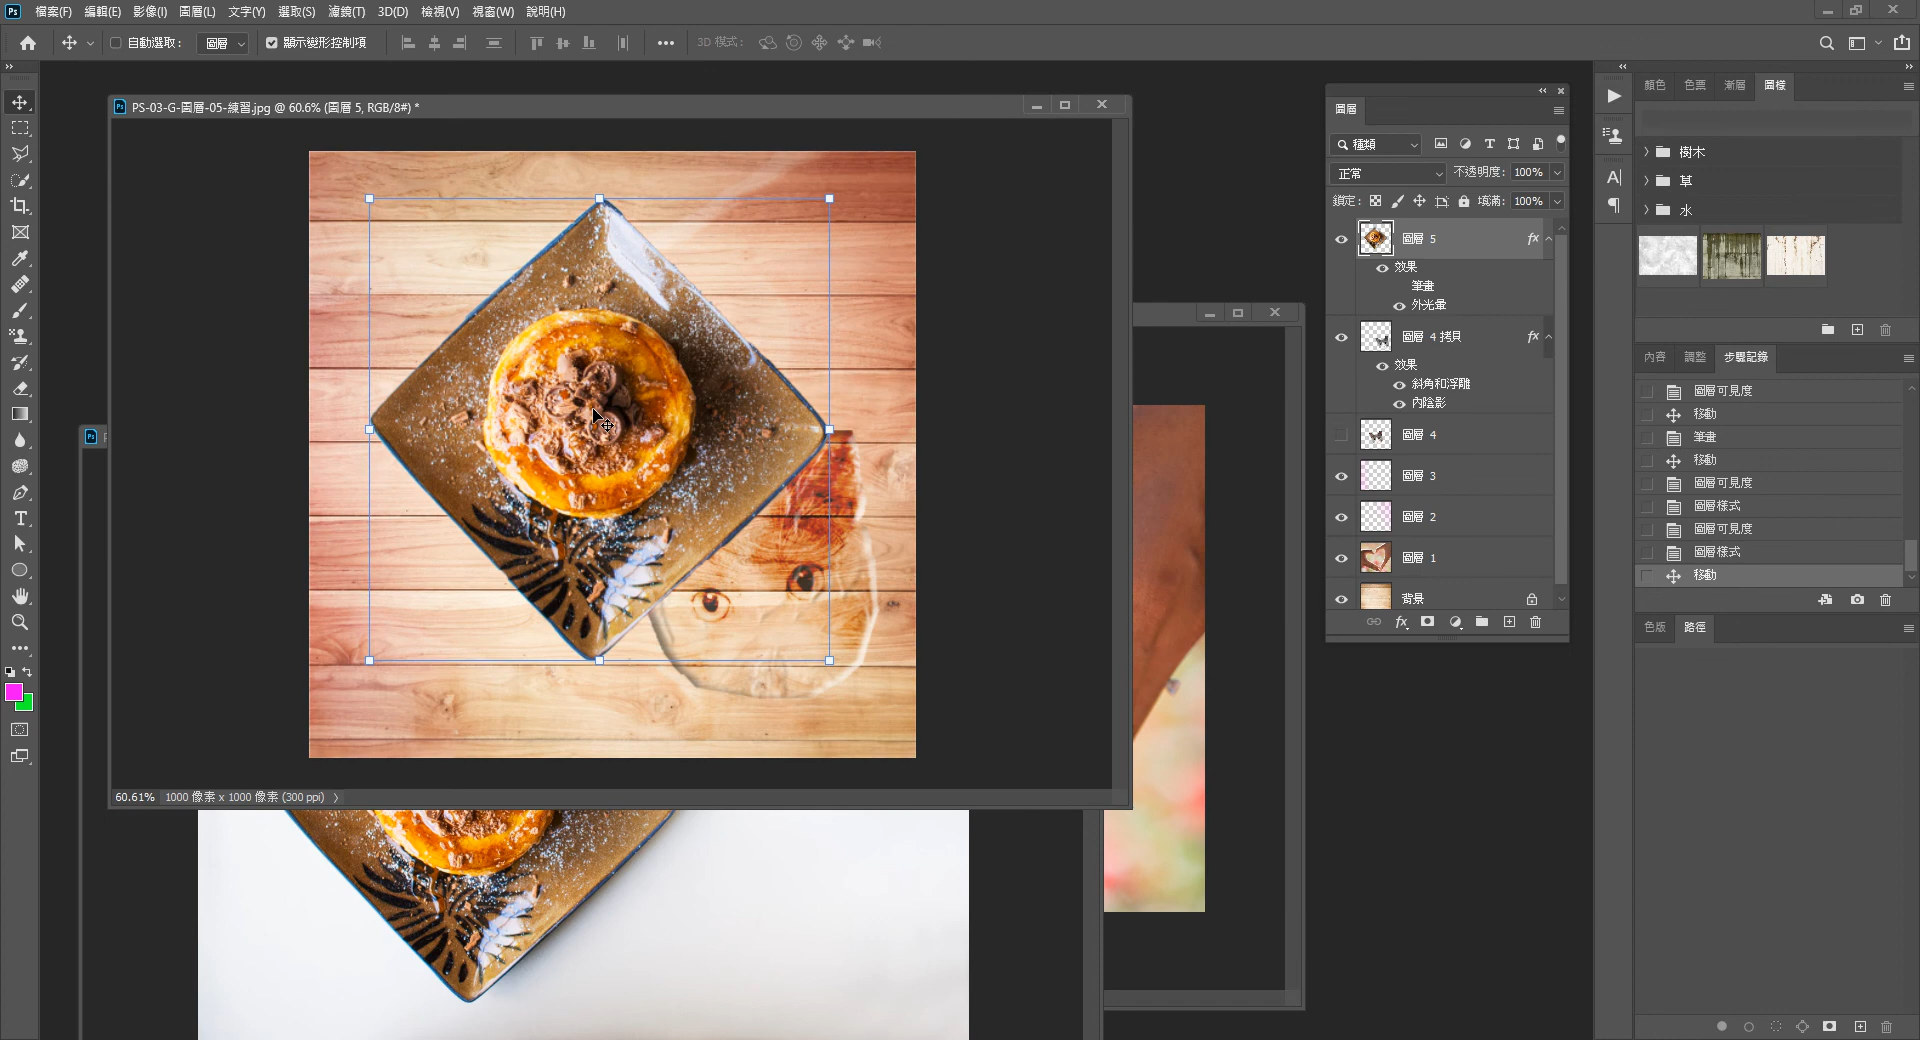 Ps 檔案(F) 編輯(E) 影像(I) 圖層(L) 文字(Y) 選取(S) 濾鏡(T) 3D(D) 檢視(V) 視窗(W) 說明(H)
自動選取： 圖層 顯示變形控制項 3D 模式：
PS-03-G-圖層-05-練習.jpg @ 60.6% (圖層 5, RGB/8#) *
60.61% 1000 像素 x 1000 像素 (300 ppi)
圖層
種類
正常 不透明度： 100%
鎖定： 填滿： 100%
圖層 5 fx
效果
筆畫
外光暈
圖層 4 拷貝 fx
效果
斜角和浮雕
內陰影
圖層 4
圖層 3
圖層 2
圖層 1
背景
fx
顏色 色票 漸層 圖樣
樹木
草
水
內容 調整 步驟記錄
圖層可見度
移動
筆畫
移動
圖層可見度
圖層樣式
圖層可見度
圖層樣式
移動
色版 路徑